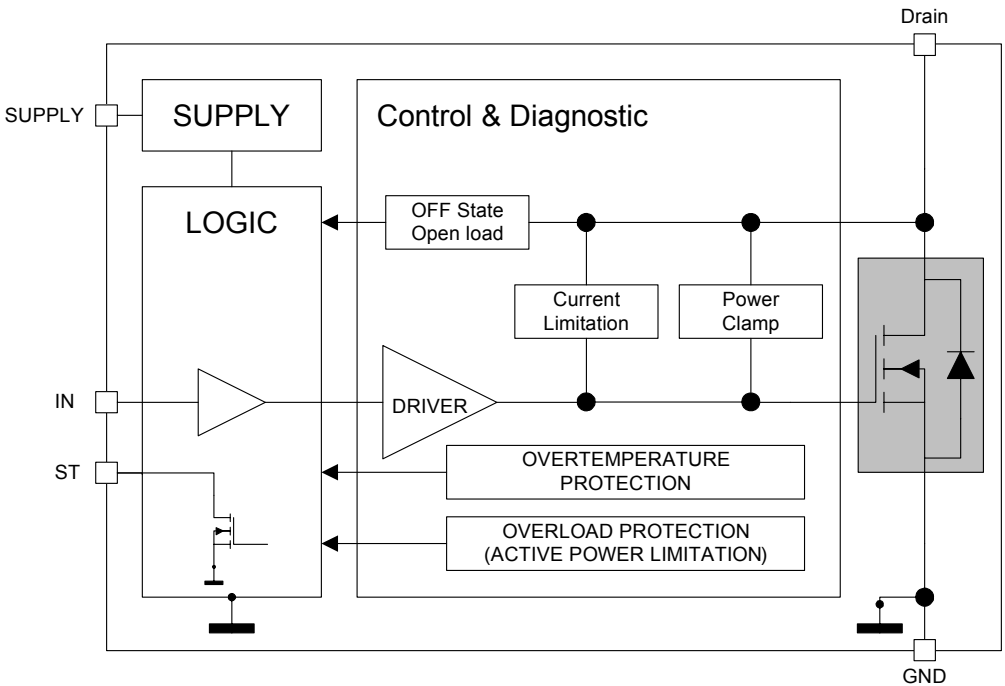 Drain
SUPPLY
SUPPLY
Control & Diagnostic
LOGIC
OFF State
Open load
Current
Limitation
Power
Clamp
IN
DRIVER
ST
OVERTEMPERATURE
PROTECTION
OVERLOAD PROTECTION
(ACTIVE POWER LIMITATION)
GND